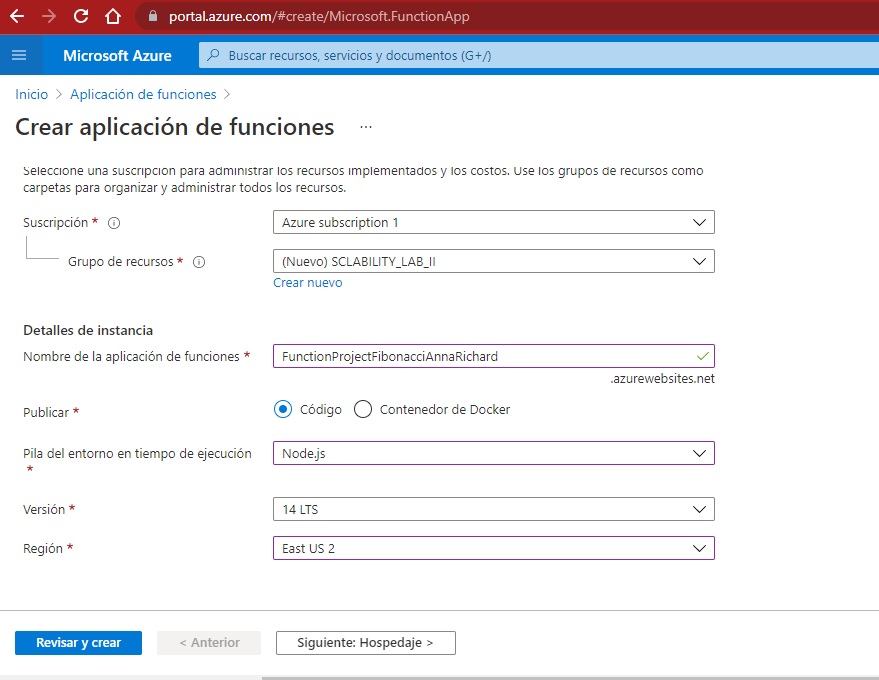 portal.azure.com/#create/Microsoft.FunctionApp
Microsoft Azure
Buscar recursos, servicios y documentos (G+/)
Inicio > Aplicación de funciones >
Crear aplicación de funciones ...
Seleccione una suscripción para administrar los recursos implementados y los costos. Use los grupos de recursos como
carpetas para organizar y administrar todos los recursos.
Suscripción *
Azure subscription 1
Grupo de recursos *
(Nuevo) SCLABILITY_LAB_II
Crear nuevo
Detalles de instancia
Nombre de la aplicación de funciones *
FunctionProjectFibonacciAnnaRichard
.azurewebsites.net
Publicar *
Código
Contenedor de Docker
Pila del entorno en tiempo de ejecución
*
Node.js
Versión *
14 LTS
Región *
East US 2
Revisar y crear
< Anterior
Siguiente: Hospedaje >